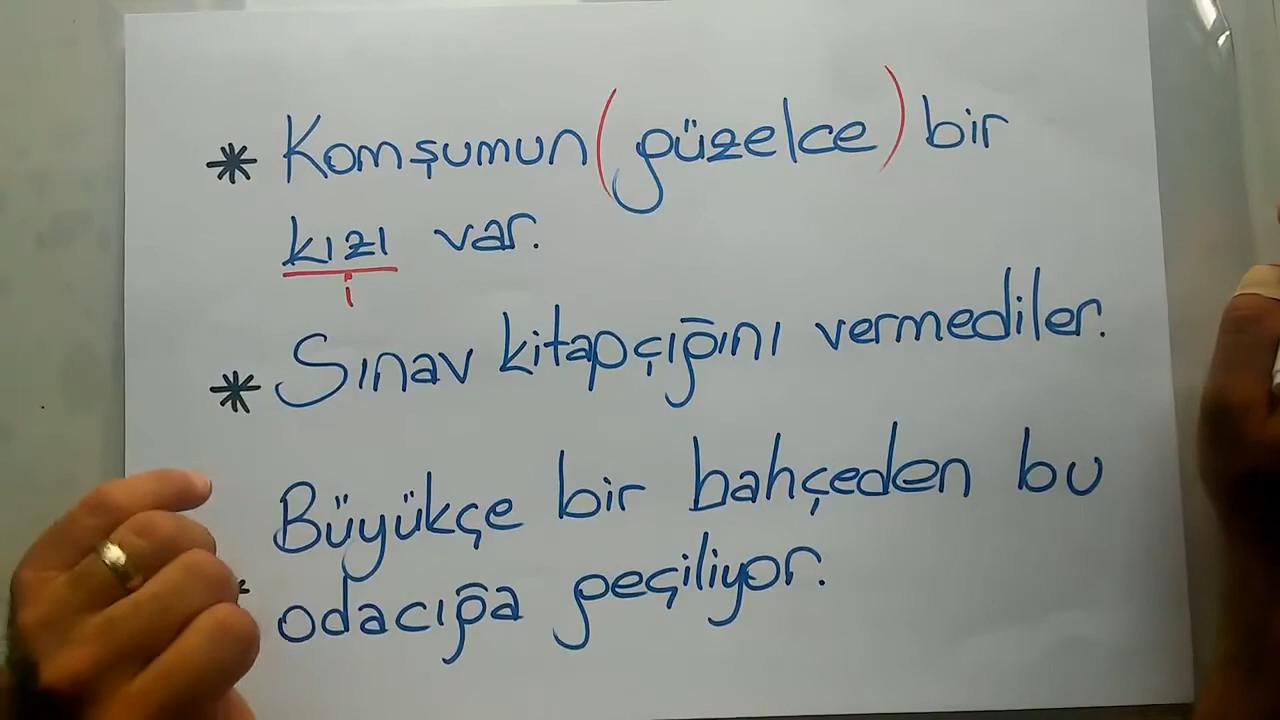 * Komşumun (güzelce) bir
kızı var.
i
* Sınav kitapçığını vermediler.
Büyükçe bir bahçeden bu
* odacığa geçiliyor.